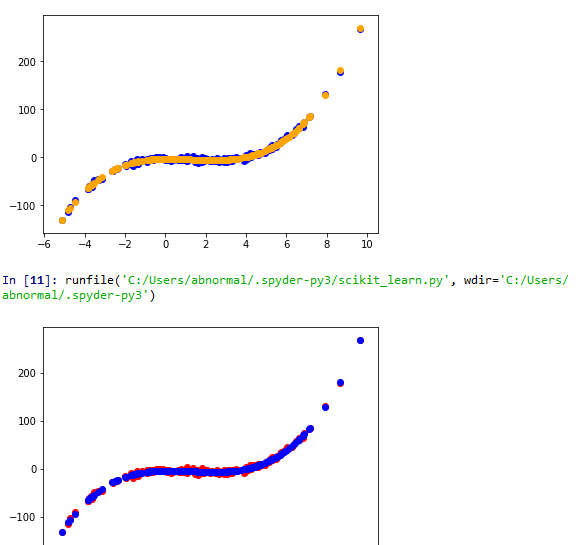 200
100
0
−100
−6 −4 −2 0 2 4 6 8 10
In [11]: runfile('C:/Users/abnormal/.spyder-py3/scikit_learn.py', wdir='C:/Users/
abnormal/.spyder-py3')
200
100
0
−100